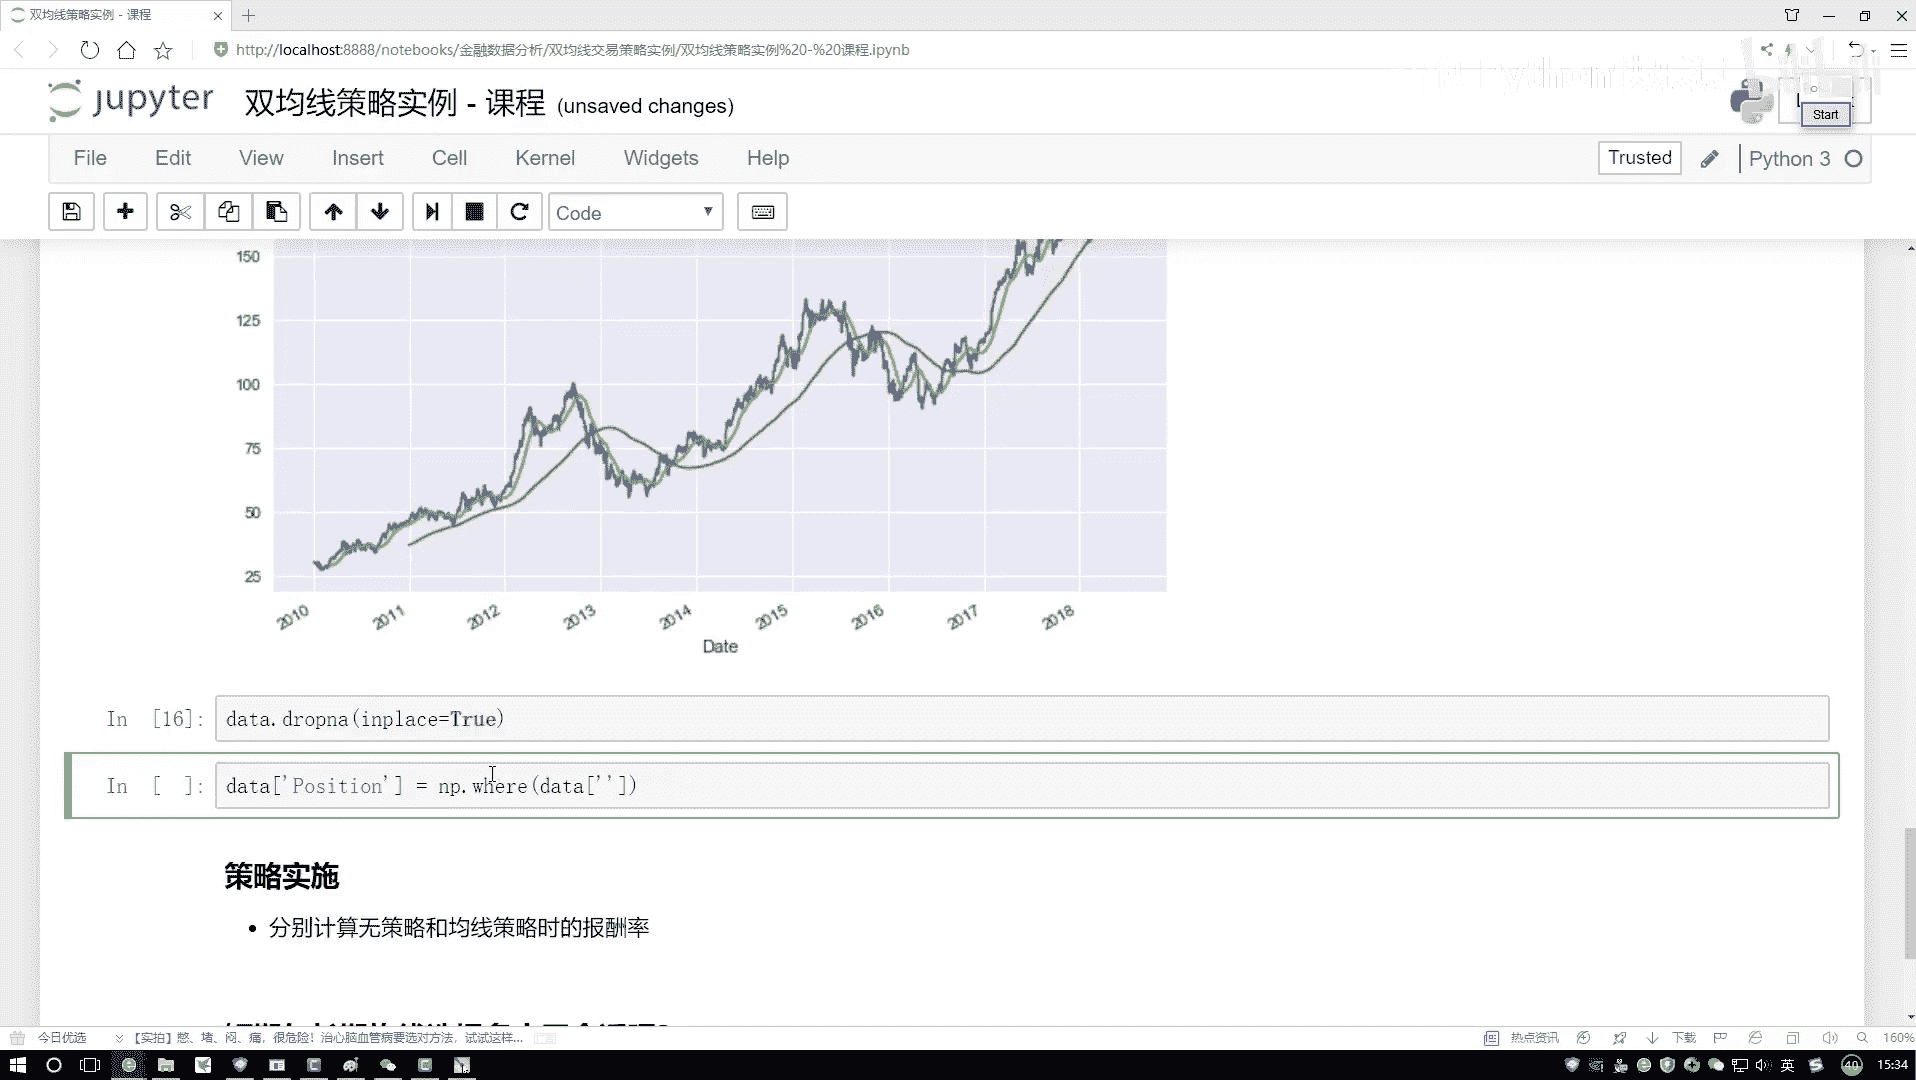 双均线策略实例 - 课程
http://localhost:8888/notebooks/金融数据分析/双均线交易策略实例/双均线策略实例%20-%20课程.ipynb
jupyter 双均线策略实例 - 课程 (unsaved changes)
Start
File Edit View Insert Cell Kernel Widgets Help
Trusted Python 3
Code
150
125
100
75
50
25
2010 2011 2012 2013 2014 2015 2016 2017 2018
Date
In [16]: data.dropna(inplace=True)
In [ ]: data['Position'] = np.where(data[''])
策略实施
分别计算无策略和均线策略时的报酬率
今日优选 【实拍】憋、堵、闷、痛，很危险！治心脑血管病要选对方法，试试这样... 热点资讯 下载 160%
英 40 15:34